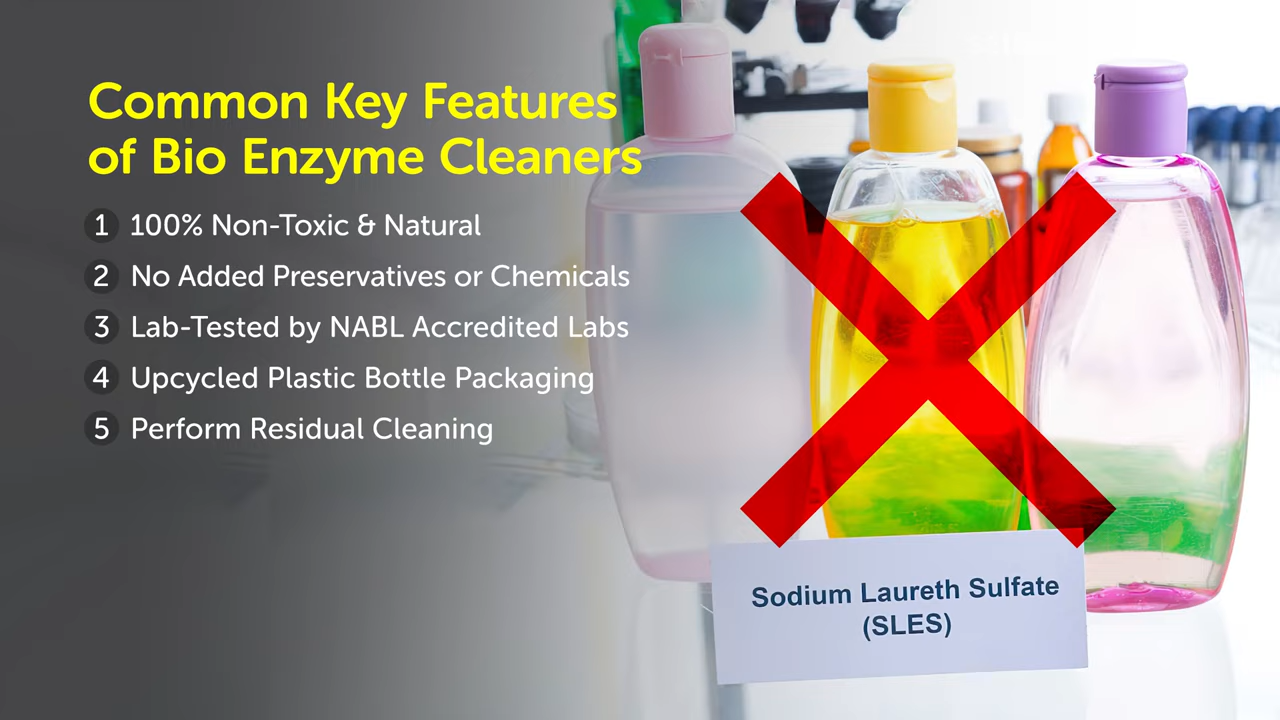 Common Key Features
of Bio Enzyme Cleaners
1 100% Non-Toxic & Natural
2 No Added Preservatives or Chemicals
3 Lab-Tested by NABL Accredited Labs
4 Upcycled Plastic Bottle Packaging
5 Perform Residual Cleaning
Sodium Laureth Sulfate
(SLES)